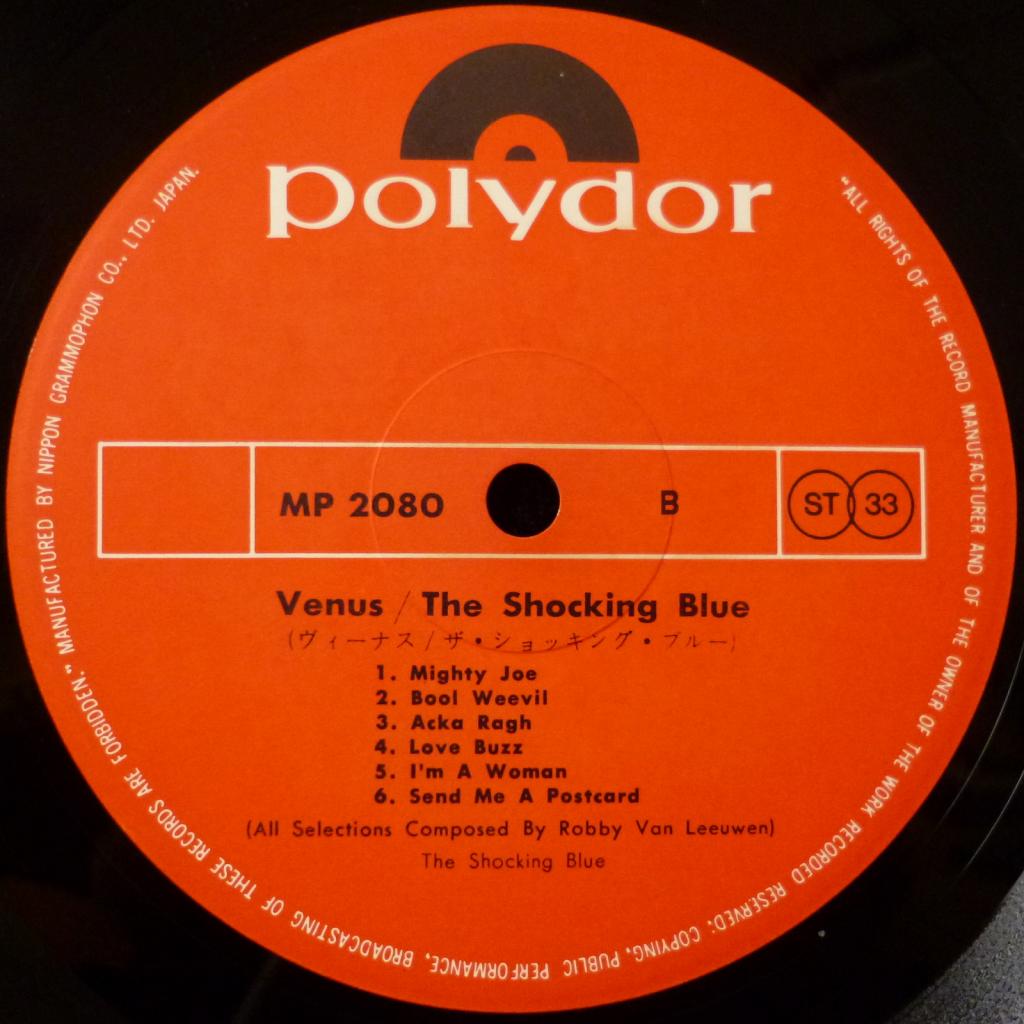 polydor
"ALL RIGHTS OF THE RECORD MANUFACTURER AND OF THE OWNER OF THE WORK RECORDED RESERVED; COPYING, PUBLIC PERFORMANCE, BROADCASTING OF THESE RECORDS ARE FORBIDDEN." MANUFACTURED BY NIPPON GRAMMOPHON CO., LTD. JAPAN.
MP 2080 B ST 33
Venus / The Shocking Blue
(ヴィーナス / ザ・ショッキング・ブルー)
1. Mighty Joe
2. Bool Weevil
3. Acka Ragh
4. Love Buzz
5. I'm A Woman
6. Send Me A Postcard
(All Selections Composed By Robby Van Leeuwen)
The Shocking Blue